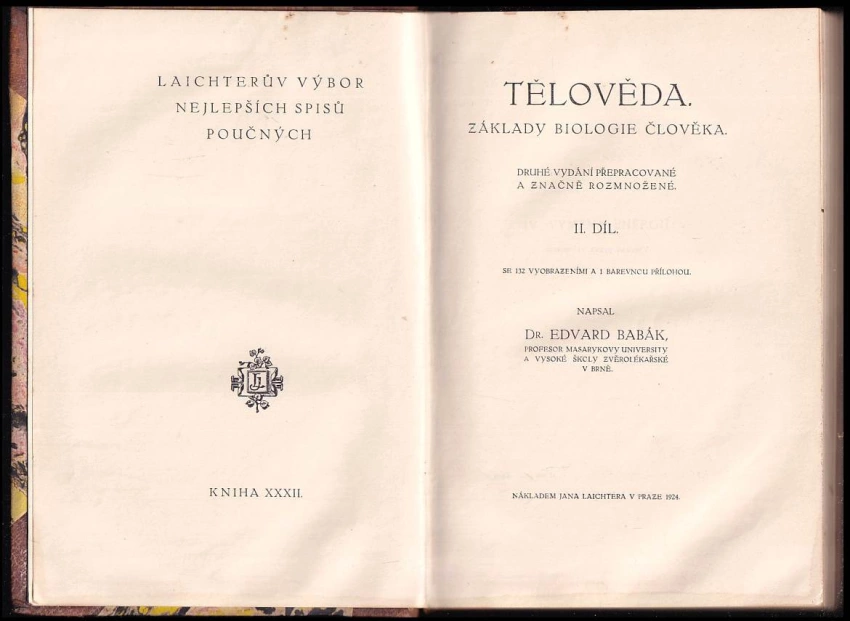 LAICHTERŮV VÝBOR
NEJLEPŠÍCH SPISŮ
POUČNÝCH
KNIHA XXXII.
TĚLOVĚDA.
ZÁKLADY BIOLOGIE ČLOVĚKA.
DRUHÉ VYDÁNÍ PŘEPRACOVANÉ
A ZNAČNĚ ROZMNOŽENÉ.
II. DÍL.
SE 132 VYOBRAZENÍMI A 1 BAREVNOU PŘÍLOHOU.
NAPSAL
DR. EDVARD BABÁK,
PROFESOR MASARYKOVY UNIVERSITY
A VYSOKÉ ŠKOLY ZVĚROLÉKAŘSKÉ
V BRNĚ.
NÁKLADEM JANA LAICHTERA V PRAZE 1924.